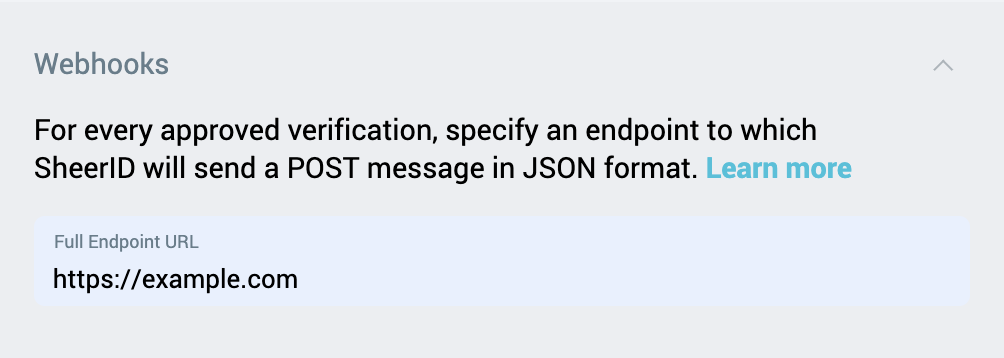 Webhooks
For every approved verification, specify an endpoint to which
SheerID will send a POST message in JSON format. Learn more
Full Endpoint URL
https://example.com